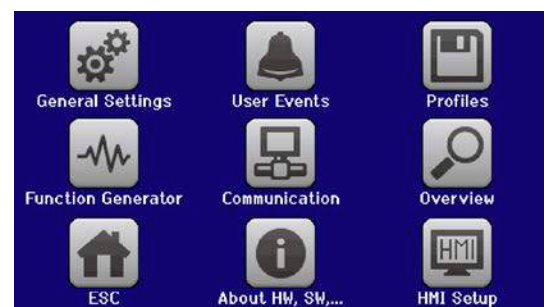 General Settings
User Events
Profiles
Function Generator
Communication
Overview
HMI
ESC
About HW, SW,...
HMI Setup